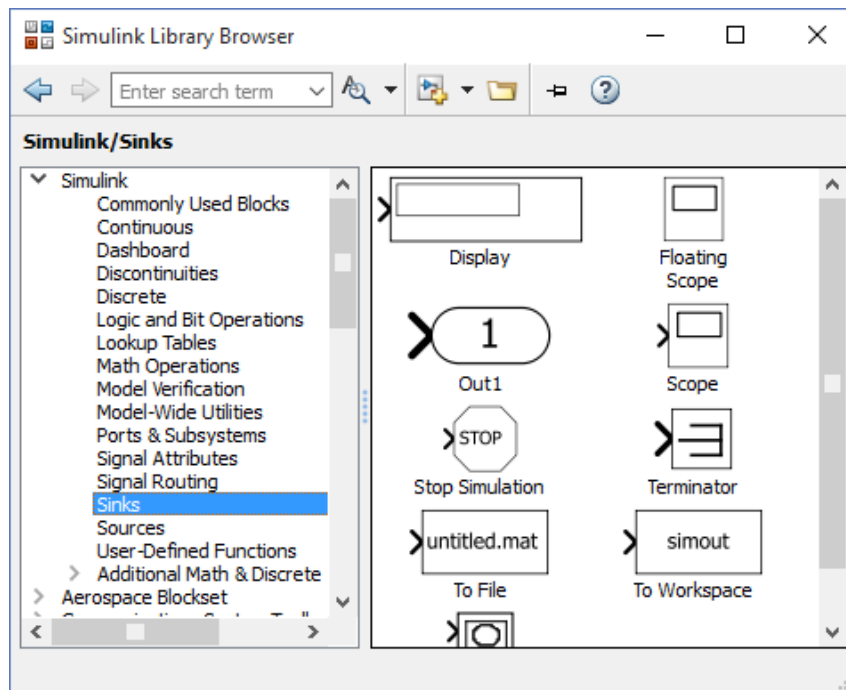 Simulink Library Browser
Enter search term
Simulink/Sinks
Simulink
Commonly Used Blocks
Continuous
Dashboard
Discontinuities
Discrete
Logic and Bit Operations
Lookup Tables
Math Operations
Model Verification
Model-Wide Utilities
Ports & Subsystems
Signal Attributes
Signal Routing
Sinks
Sources
User-Defined Functions
Additional Math & Discrete
Aerospace Blockset
Display
Floating
Scope
1
Out1
Scope
STOP
Stop Simulation
Terminator
untitled.mat
To File
simout
To Workspace